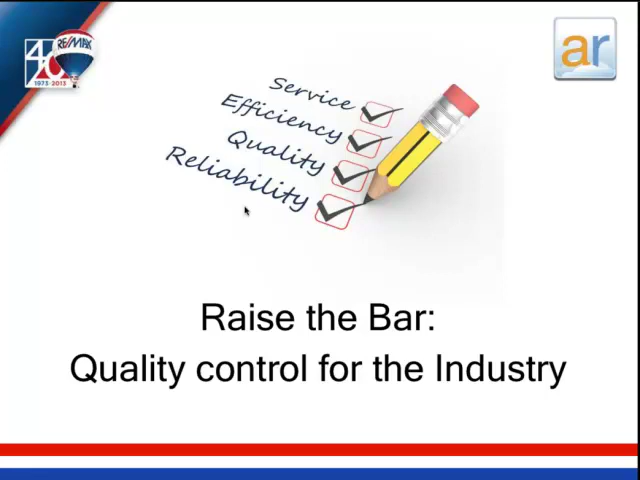 40
RE/MAX
1973-2013
ar
Service
Efficiency
Quality
Reliability
Raise the Bar:
Quality control for the Industry